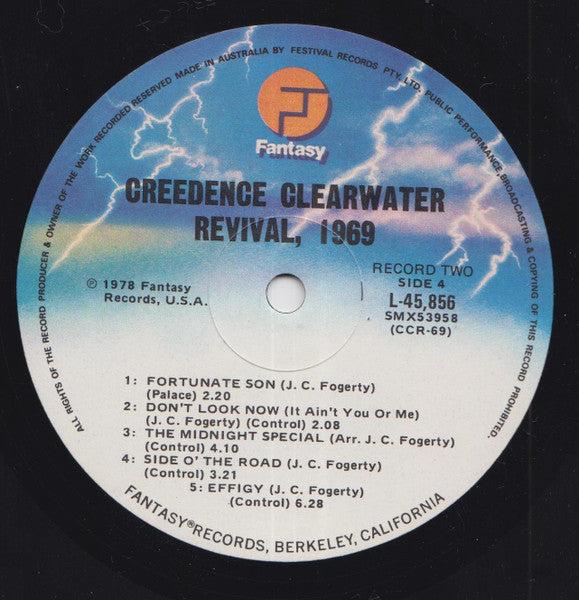 ALL RIGHTS OF THE RECORD PRODUCER & OWNER OF THE WORK RECORDED RESERVED MADE IN AUSTRALIA BY FESTIVAL RECORDS PTY. LTD. PUBLIC PERFORMANCE, BROADCASTING & COPYING OF THIS RECORD PROHIBITED.
Fantasy
CREEDENCE CLEARWATER
REVIVAL, 1969
℗ 1978 Fantasy
Records, U.S.A.
RECORD TWO
SIDE 4
L-45,856
SMX53958
(CCR-69)
1: FORTUNATE SON (J. C. Fogerty)
(Palace) 2.20
2: DON'T LOOK NOW (It Ain't You Or Me)
(J. C. Fogerty) (Control) 2.08
3: THE MIDNIGHT SPECIAL (Arr. J. C. Fogerty)
(Control) 4.10
4: SIDE O' THE ROAD (J. C. Fogerty)
(Control) 3.21
5: EFFIGY (J. C. Fogerty)
(Control) 6.28
FANTASY® RECORDS, BERKELEY, CALIFORNIA